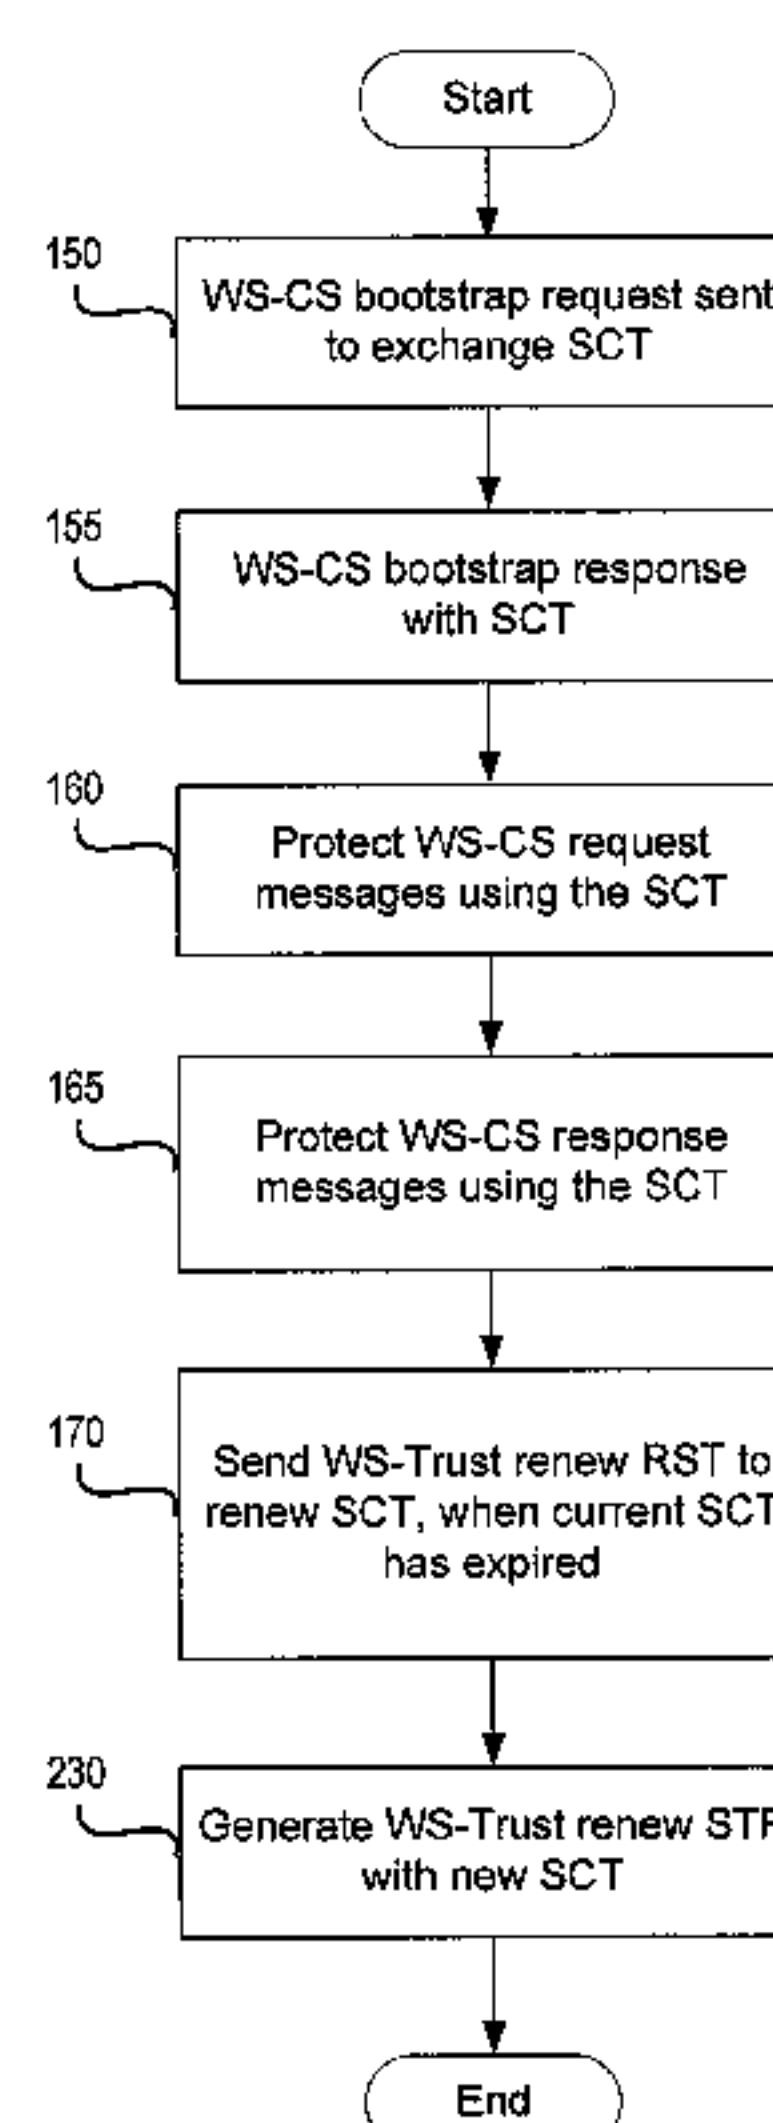 Start
150
WS-CS bootstrap request sent
to exchange SCT
155
WS-CS bootstrap response
with SCT
160
Protect WS-CS request
messages using the SCT
165
Protect WS-CS response
messages using the SCT
170
Send WS-Trust renew RST to
renew SCT, when current SCT
has expired
230
Generate WS-Trust renew
with new SCT
End